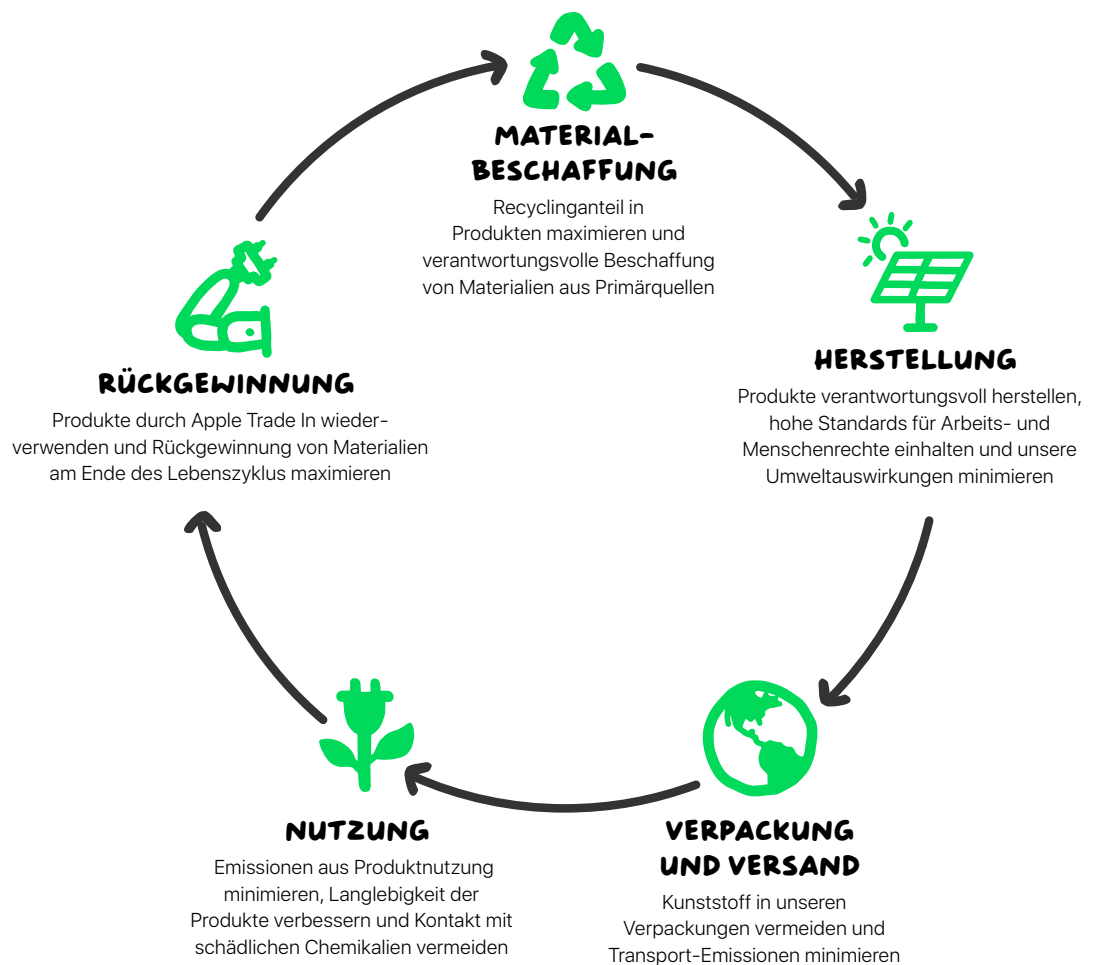 MATERIAL-
BESCHAFFUNG
Recyclinganteil in
Produkten maximieren und
verantwortungsvolle Beschaffung
von Materialien aus Primärquellen
HERSTELLUNG
Produkte verantwortungsvoll herstellen,
hohe Standards für Arbeits- und
Menschenrechte einhalten und unsere
Umweltauswirkungen minimieren
VERPACKUNG
UND VERSAND
Kunststoff in unseren
Verpackungen vermeiden und
Transport-Emissionen minimieren
NUTZUNG
Emissionen aus Produktnutzung
minimieren, Langlebigkeit der
Produkte verbessern und Kontakt mit
schädlichen Chemikalien vermeiden
RÜCKGEWINNUNG
Produkte durch Apple Trade In wieder-
verwenden und Rückgewinnung von Materialien
am Ende des Lebenszyklus maximieren